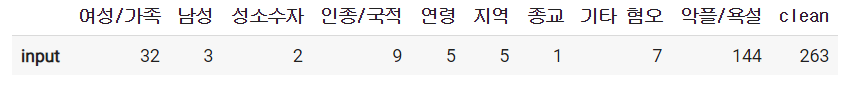 여성/가족 남성 성소수자 인종/국적 연령 지역 종교 기타 혐오 악플/욕설 clean
input 32 3 2 9 5 5 1 7 144 263